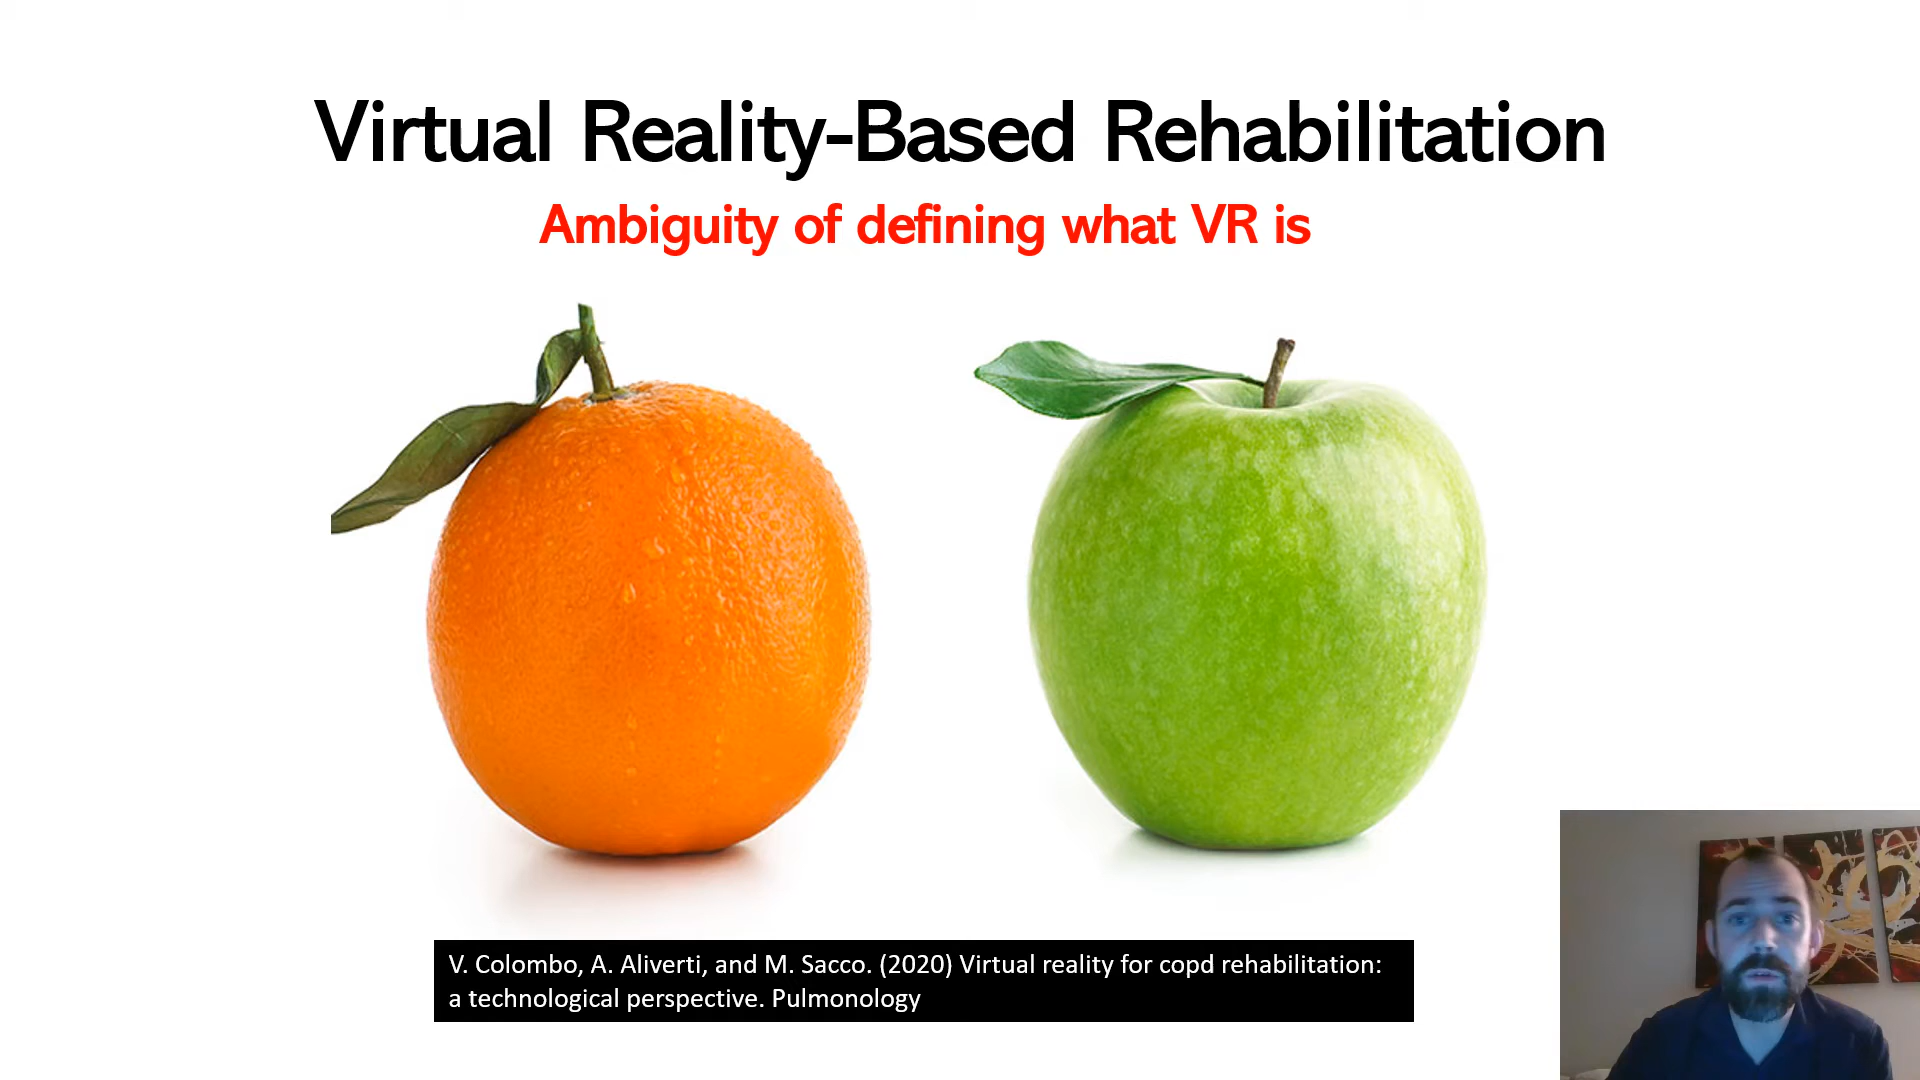 Virtual Reality-Based Rehabilitation
Ambiguity of defining what VR is
V. Colombo, A. Aliverti, and M. Sacco. (2020) Virtual reality for copd rehabilitation:
a technological perspective. Pulmonology